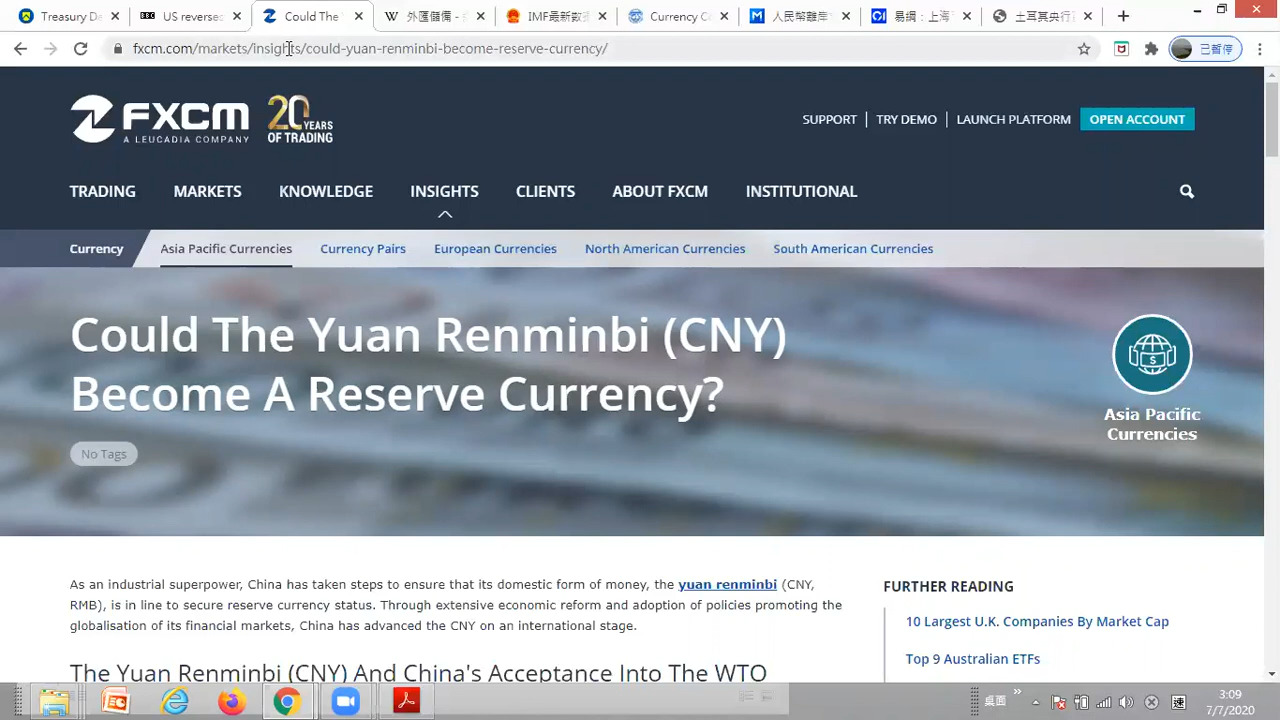 Treasury De
US reversed
Could The Y
外匯儲備 -
IMF最新數據
Currency Co
人民幣離岸
易綱：上海
土耳其央行
fxcm.com/markets/insights/could-yuan-renminbi-become-reserve-currency/
已暫停
FXCM
A LEUCADIA COMPANY
20
YEARS
OF TRADING
SUPPORT
TRY DEMO
LAUNCH PLATFORM
OPEN ACCOUNT
TRADING
MARKETS
KNOWLEDGE
INSIGHTS
CLIENTS
ABOUT FXCM
INSTITUTIONAL
Currency
Asia Pacific Currencies
Currency Pairs
European Currencies
North American Currencies
South American Currencies
Could The Yuan Renminbi (CNY)
Become A Reserve Currency?
Asia Pacific
Currencies
No Tags
As an industrial superpower, China has taken steps to ensure that its domestic form of money, the yuan renminbi (CNY,
RMB), is in line to secure reserve currency status. Through extensive economic reform and adoption of policies promoting the
globalisation of its financial markets, China has advanced the CNY on an international stage.
The Yuan Renminbi (CNY) And China's Acceptance Into The WTO
FURTHER READING
10 Largest U.K. Companies By Market Cap
Top 9 Australian ETFs
桌面
3:09
7/7/2020